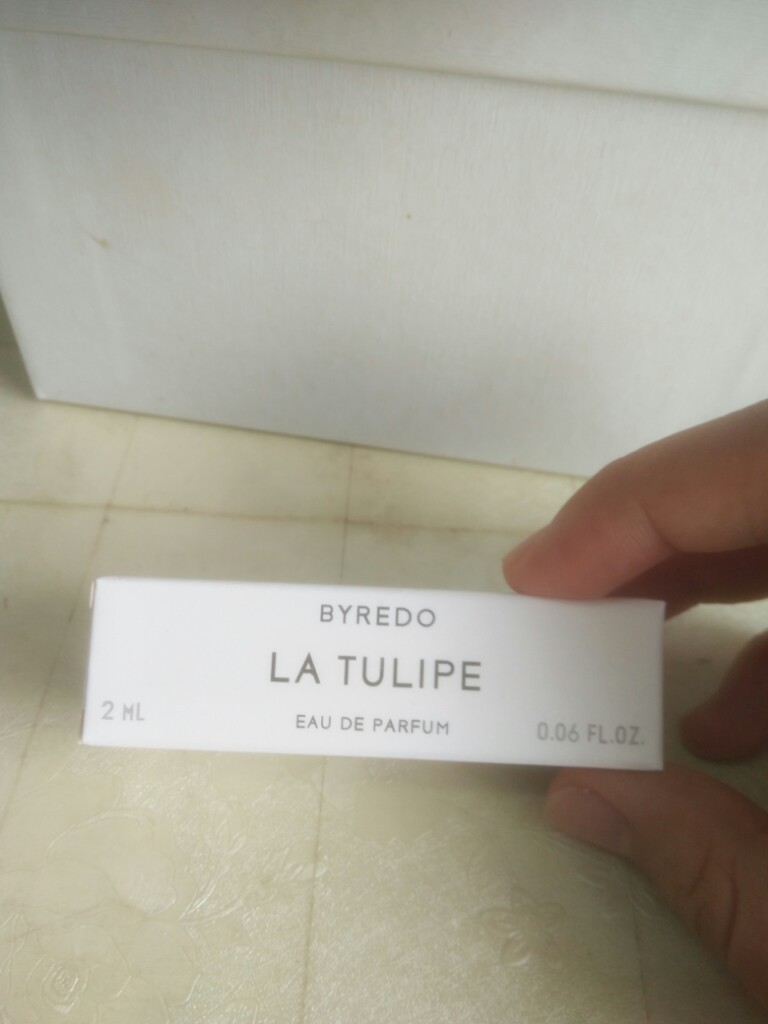 BYREDO
LA TULIPE
2 ML
EAU DE PARFUM
0.06 FL.OZ.